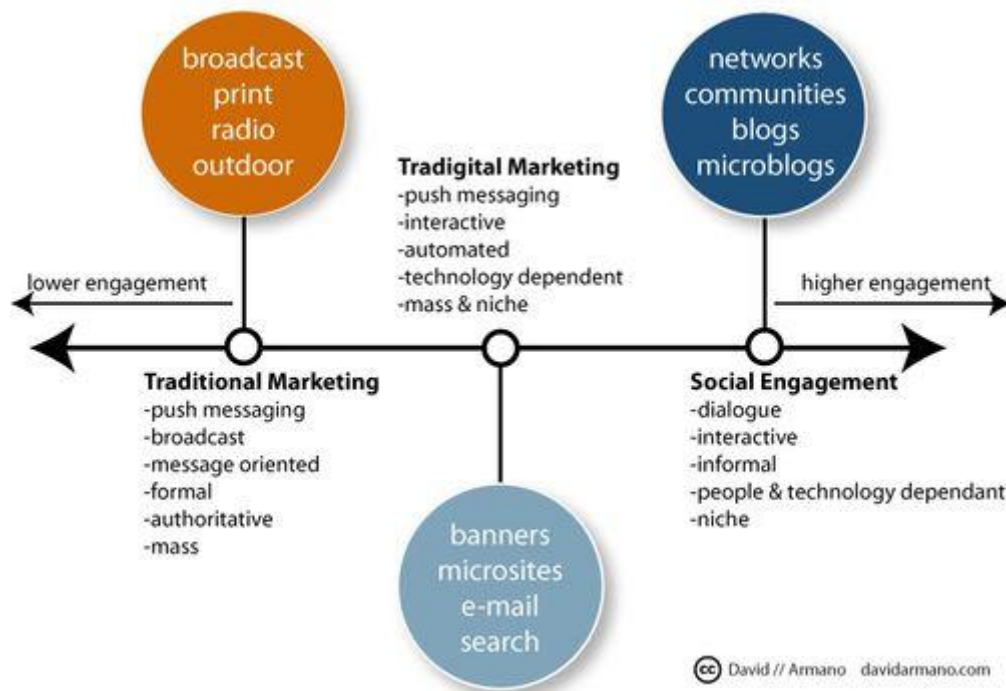 broadcast
print
radio
outdoor
networks
communities
blogs
microblogs
Tradigital Marketing
-push messaging
-interactive
-automated
-technology dependent
-mass & niche
lower engagement
higher engagement
Traditional Marketing
-push messaging
-broadcast
-message oriented
-formal
-authoritative
-mass
Social Engagement
-dialogue
-interactive
-informal
-people & technology dependant
-niche
banners
microsites
e-mail
search
cc David // Armano davidarmano.com